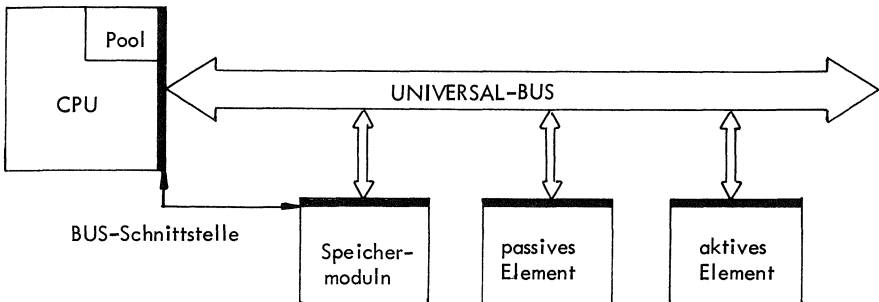 Pool
CPU
UNIVERSAL-BUS
BUS-Schnittstelle
Speicher-
moduln
passives
Element
aktives
Element